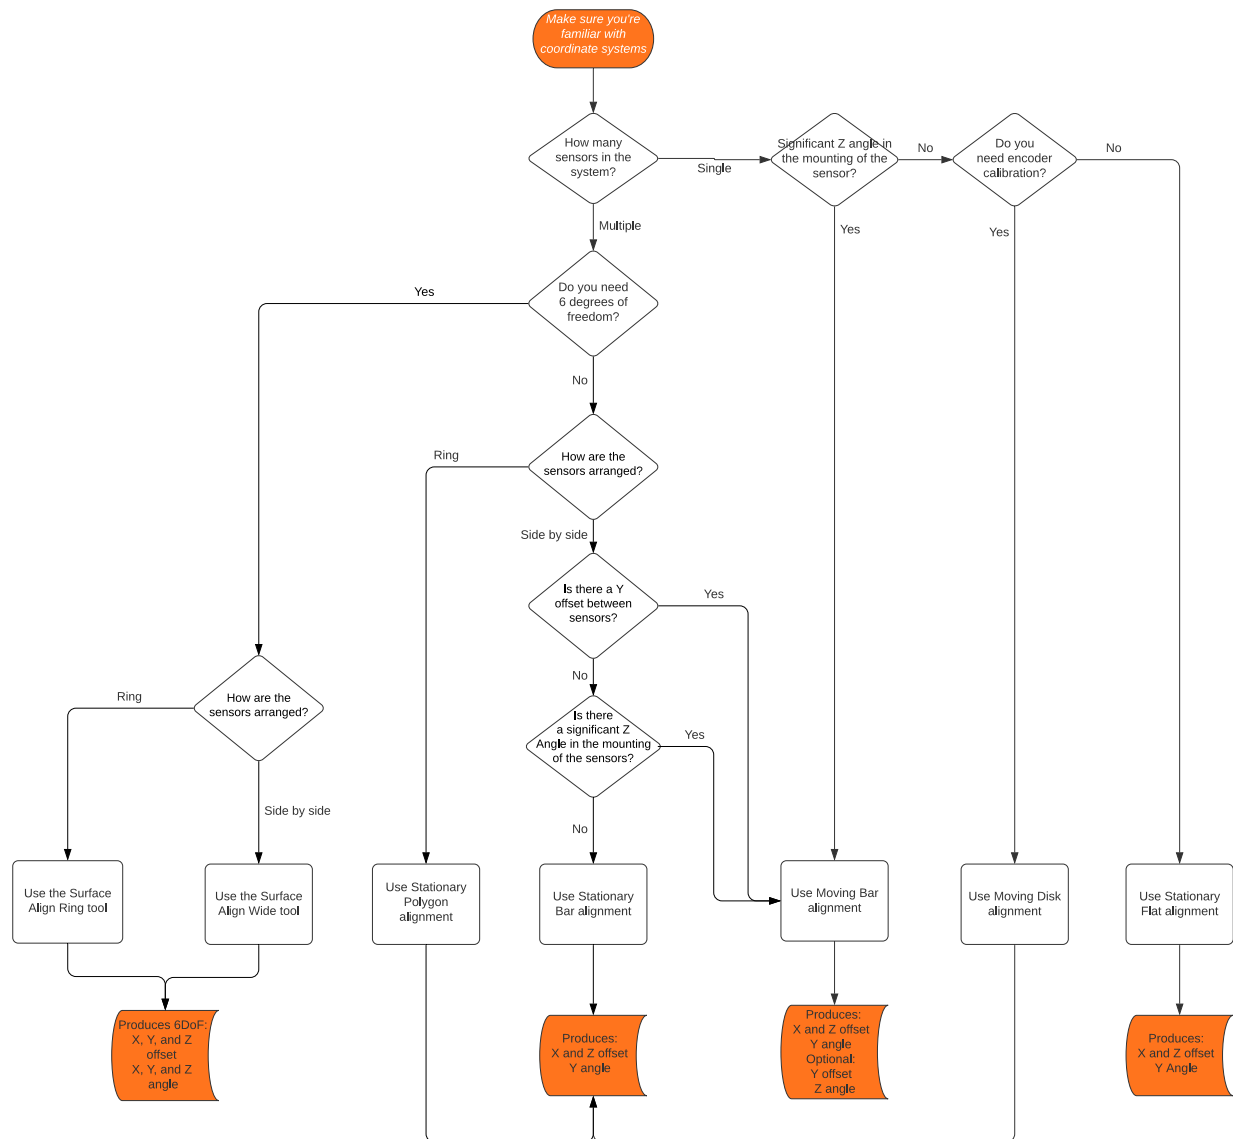 Make sure you're
familiar with
coordinate systems
How many
sensors in the
system?
Single
Significant Z angle in
the mounting of the
sensor?
No
Do you
need encoder
calibration?
No
Multiple
Yes
Yes
Do you need
6 degrees of
freedom?
Yes
No
How are the
sensors arranged?
Ring
Side by side
Is there a Y
offset between
sensors?
Yes
No
How are the
sensors arranged?
Ring
Side by side
Is there
a significant Z
Angle in the mounting
of the sensors?
Yes
No
Use the Surface
Align Ring tool
Use the Surface
Align Wide tool
Use Stationary
Polygon
alignment
Use Stationary
Bar alignment
Use Moving Bar
alignment
Use Moving Disk
alignment
Use Stationary
Flat alignment
Produces 6DoF:
X, Y, and Z
offset
X, Y, and Z
angle
Produces:
X and Z offset
Y angle
Produces:
X and Z offset
Y angle
Optional:
Y offset
Z angle
Produces:
X and Z offset
Y Angle